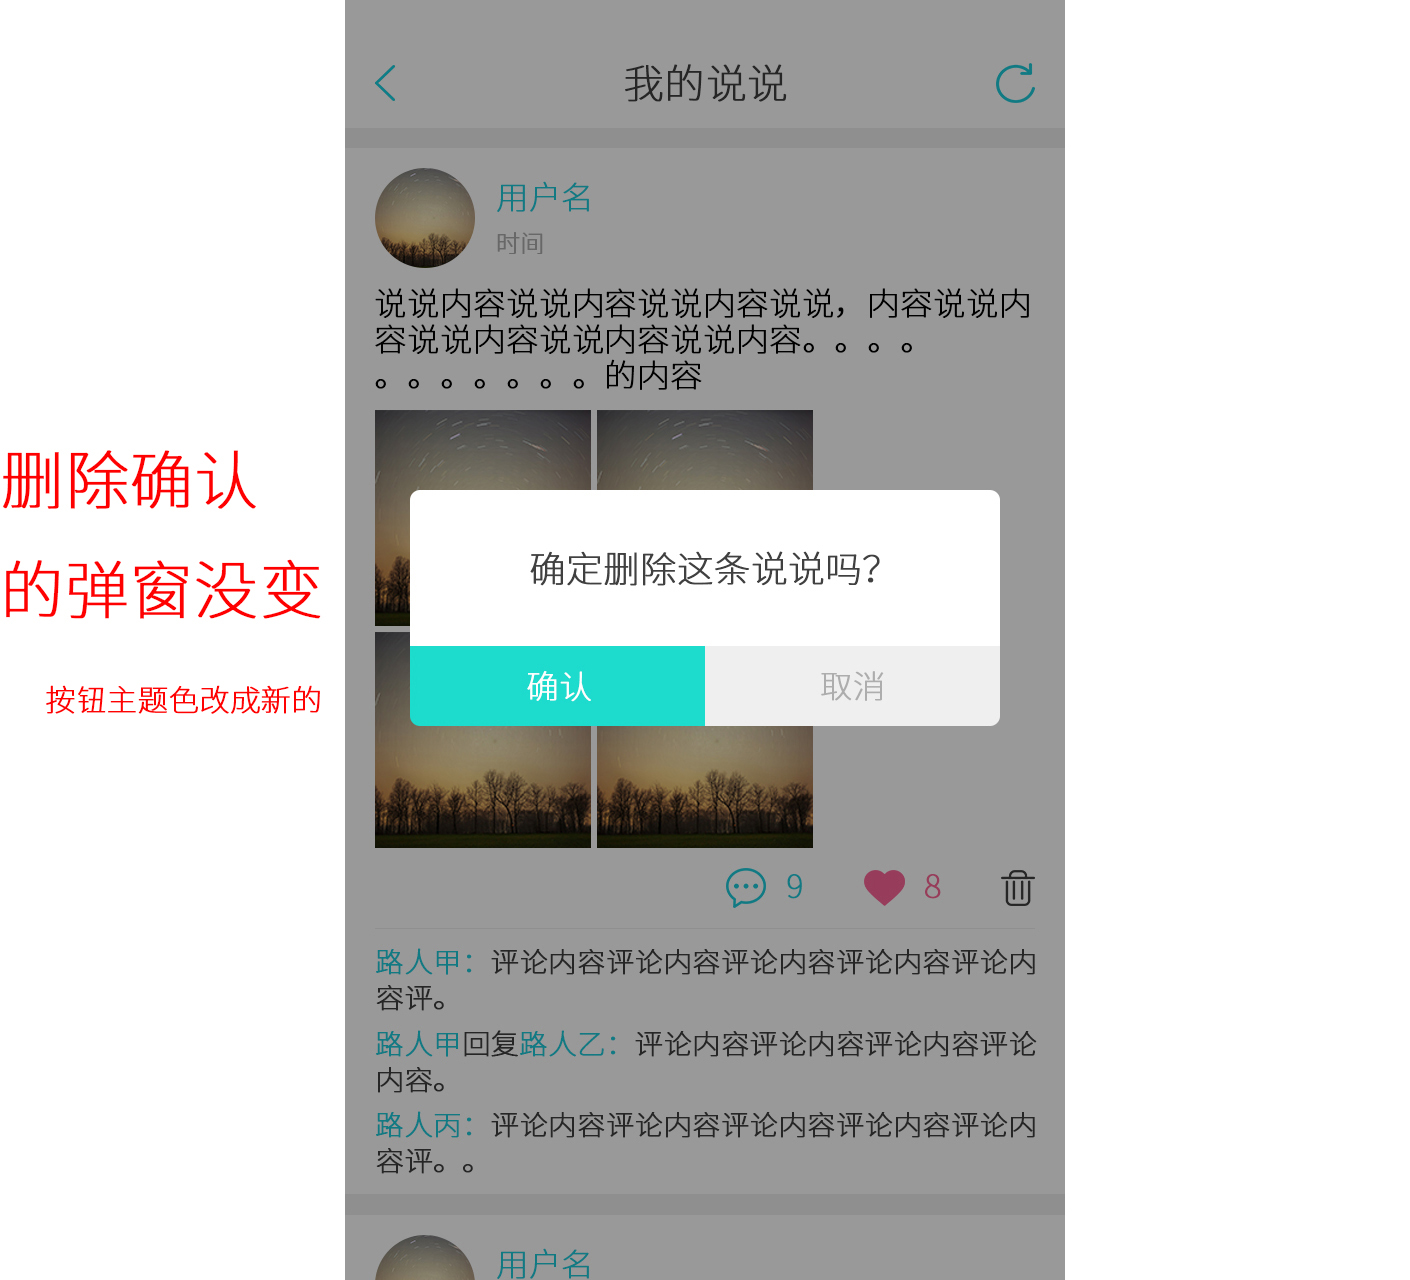 我的说说
用户名
时间
说说内容说说内容说说内容说说，内容说说内
容说说内容说说内容说说内容。。。。
。。。。。。。的内容
删除确认
的弹窗没变
按钮主题色改成新的
确定删除这条说说吗？
确认 取消
9 8
路人甲：评论内容评论内容评论内容评论内容评论内
容评。
路人甲回复路人乙：评论内容评论内容评论内容评论
内容。
路人丙：评论内容评论内容评论内容评论内容评论内
容评。。
用户名